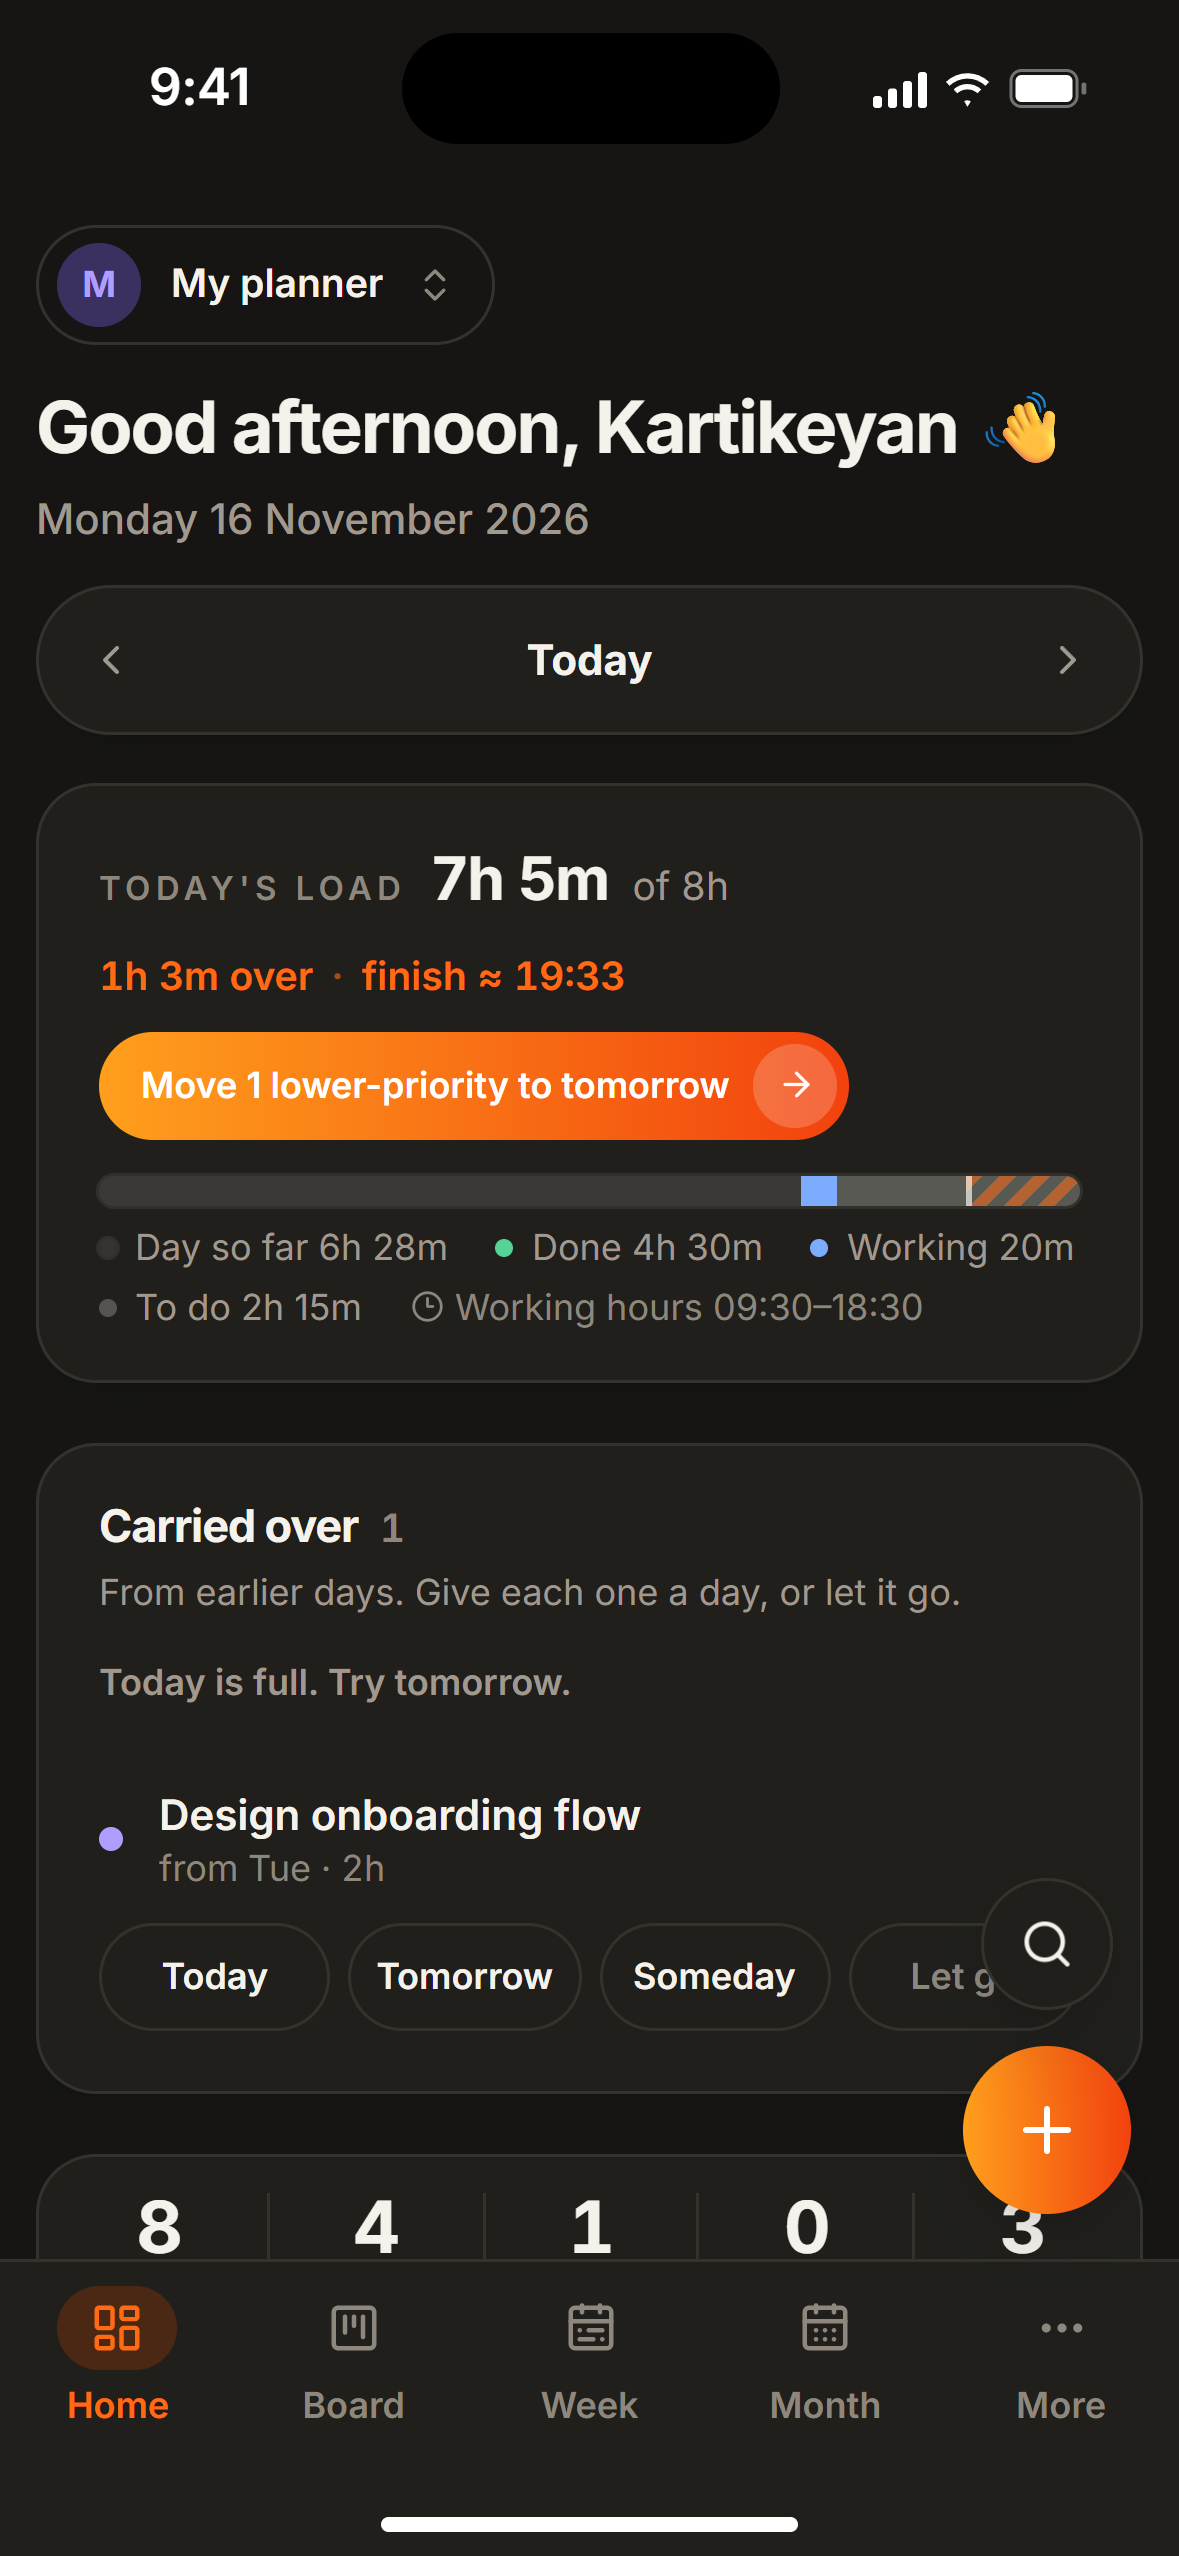 9:41
M My planner
Good afternoon, Kartikeyan 👋
Monday 16 November 2026
Today
TODAY'S LOAD 7h 5m of 8h
1h 3m over · finish ≈ 19:33
Move 1 lower-priority to tomorrow
Day so far 6h 28m Done 4h 30m Working 20m
To do 2h 15m Working hours 09:30–18:30
Carried over 1
From earlier days. Give each one a day, or let it go.
Today is full. Try tomorrow.
Design onboarding flow
from Tue · 2h
Today Tomorrow Someday Let
8 4 1 0 3
Home Board Week Month More